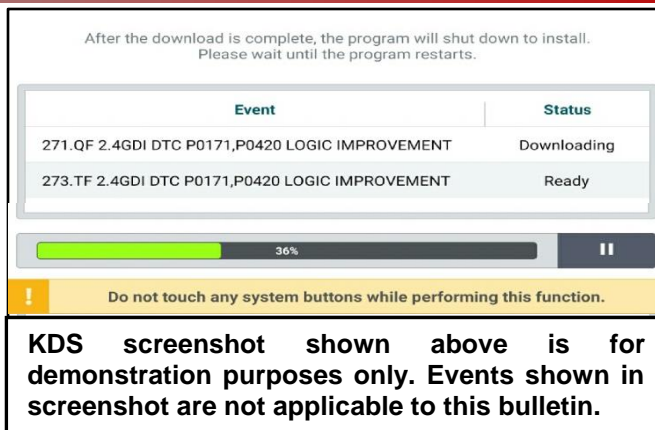 After the download is complete, the program will shut down to install.
Please wait until the program restarts.
Event Status
271.QF 2.4GDI DTC P0171,P0420 LOGIC IMPROVEMENT Downloading
273.TF 2.4GDI DTC P0171,P0420 LOGIC IMPROVEMENT Ready
36%
! Do not touch any system buttons while performing this function.
KDS screenshot shown above is for
demonstration purposes only. Events shown in
screenshot are not applicable to this bulletin.